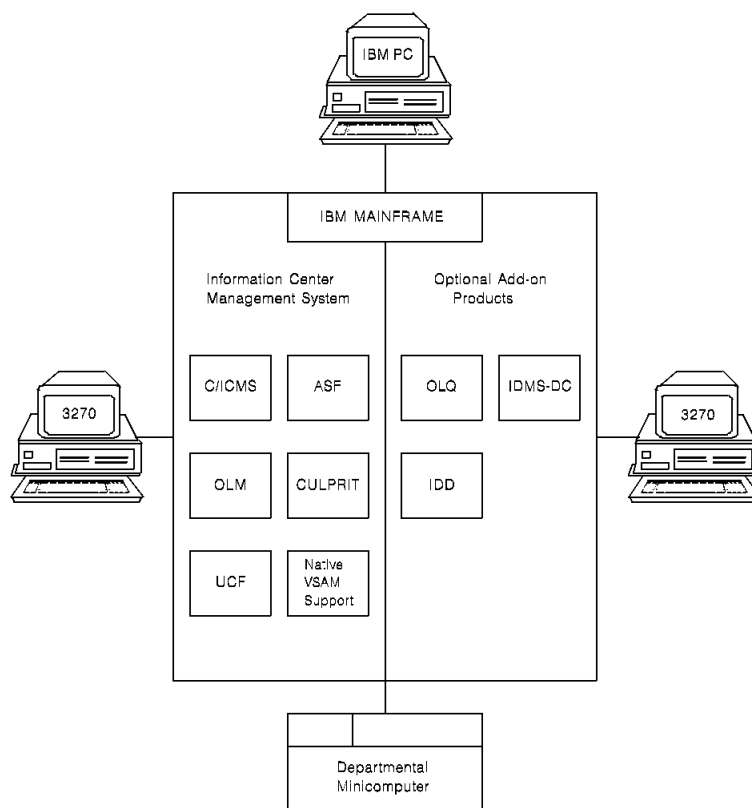 IBM PC
IBM MAINFRAME
Information Center
Management System
Optional Add-on
Products
C/ICMS
ASF
OLQ
IDMS-DC
3270
3270
OLM
CULPRIT
IDD
UCF
Native
VSAM
Support
Departmental
Minicomputer